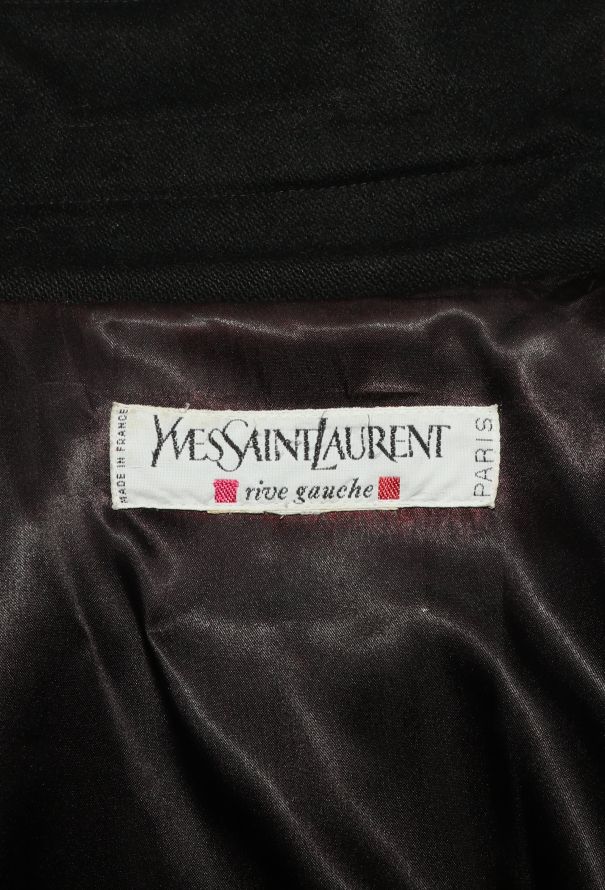 MADE IN FRANCE
YVESSAINTLAURENT
rive gauche
PARIS